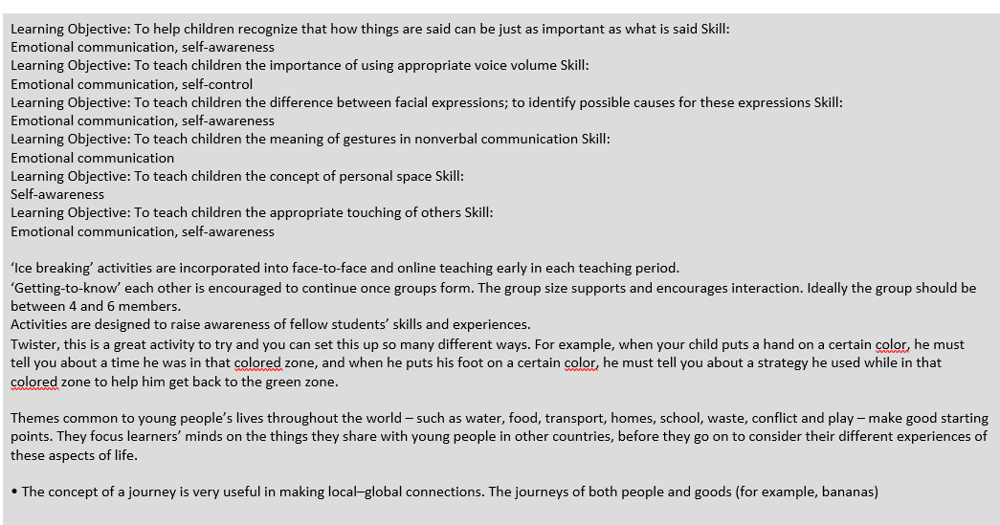 Learning Objective: To help children recognize that how things are said can be just as important as what is said Skill:
Emotional communication, self-awareness
Learning Objective: To teach children the importance of using appropriate voice volume Skill:
Emotional communication, self-control
Learning Objective: To teach children the difference between facial expressions; to identify possible causes for these expressions Skill:
Emotional communication, self-awareness
Learning Objective: To teach children the meaning of gestures in nonverbal communication Skill:
Emotional communication
Learning Objective: To teach children the concept of personal space Skill:
Self-awareness
Learning Objective: To teach children the appropriate touching of others Skill:
Emotional communication, self-awareness
‘Ice breaking’ activities are incorporated into face-to-face and online teaching early in each teaching period.
‘Getting-to-know’ each other is encouraged to continue once groups form. The group size supports and encourages interaction. Ideally the group should be
between 4 and 6 members.
Activities are designed to raise awareness of fellow students’ skills and experiences.
Twister, this is a great activity to try and you can set this up so many different ways. For example, when your child puts a hand on a certain color, he must
tell you about a time he was in that colored zone, and when he puts his foot on a certain color, he must tell you about a strategy he used while in that
colored zone to help him get back to the green zone.
Themes common to young people’s lives throughout the world – such as water, food, transport, homes, school, waste, conflict and play – make good starting
points. They focus learners’ minds on the things they share with young people in other countries, before they go on to consider their different experiences of
these aspects of life.
• The concept of a journey is very useful in making local–global connections. The journeys of both people and goods (for example, bananas)